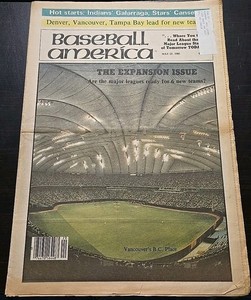 Hot starts: Indians' Galarraga, Stars' Canseco
Denver, Vancouver, Tampa Bay lead for new teams
Baseball
america
". . . Where You
Read About the
Major League
of Tomorrow TODAY
THE EXPANSION ISSUE
Are the major leagues ready for 6 new teams?
Vancouver's B.C. Place